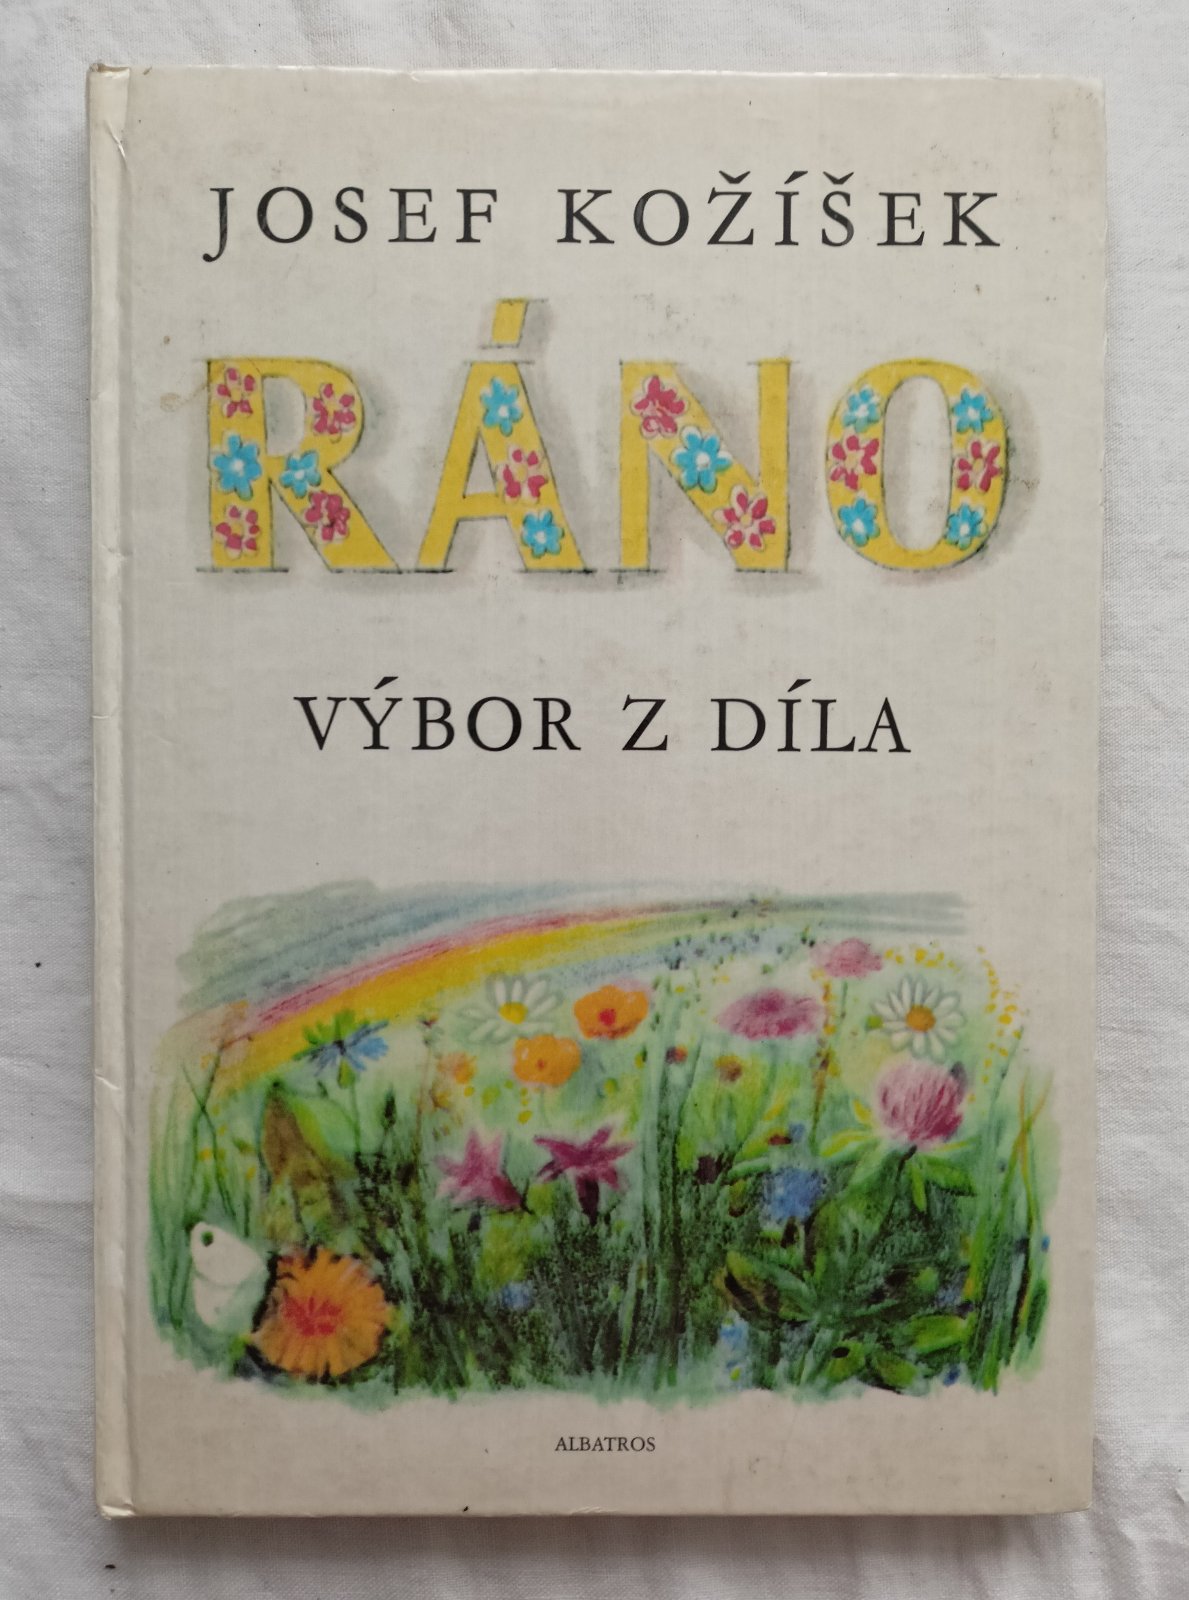 JOSEF KOŽÍŠEK
RÁNO
VÝBOR Z DÍLA
ALBATROS